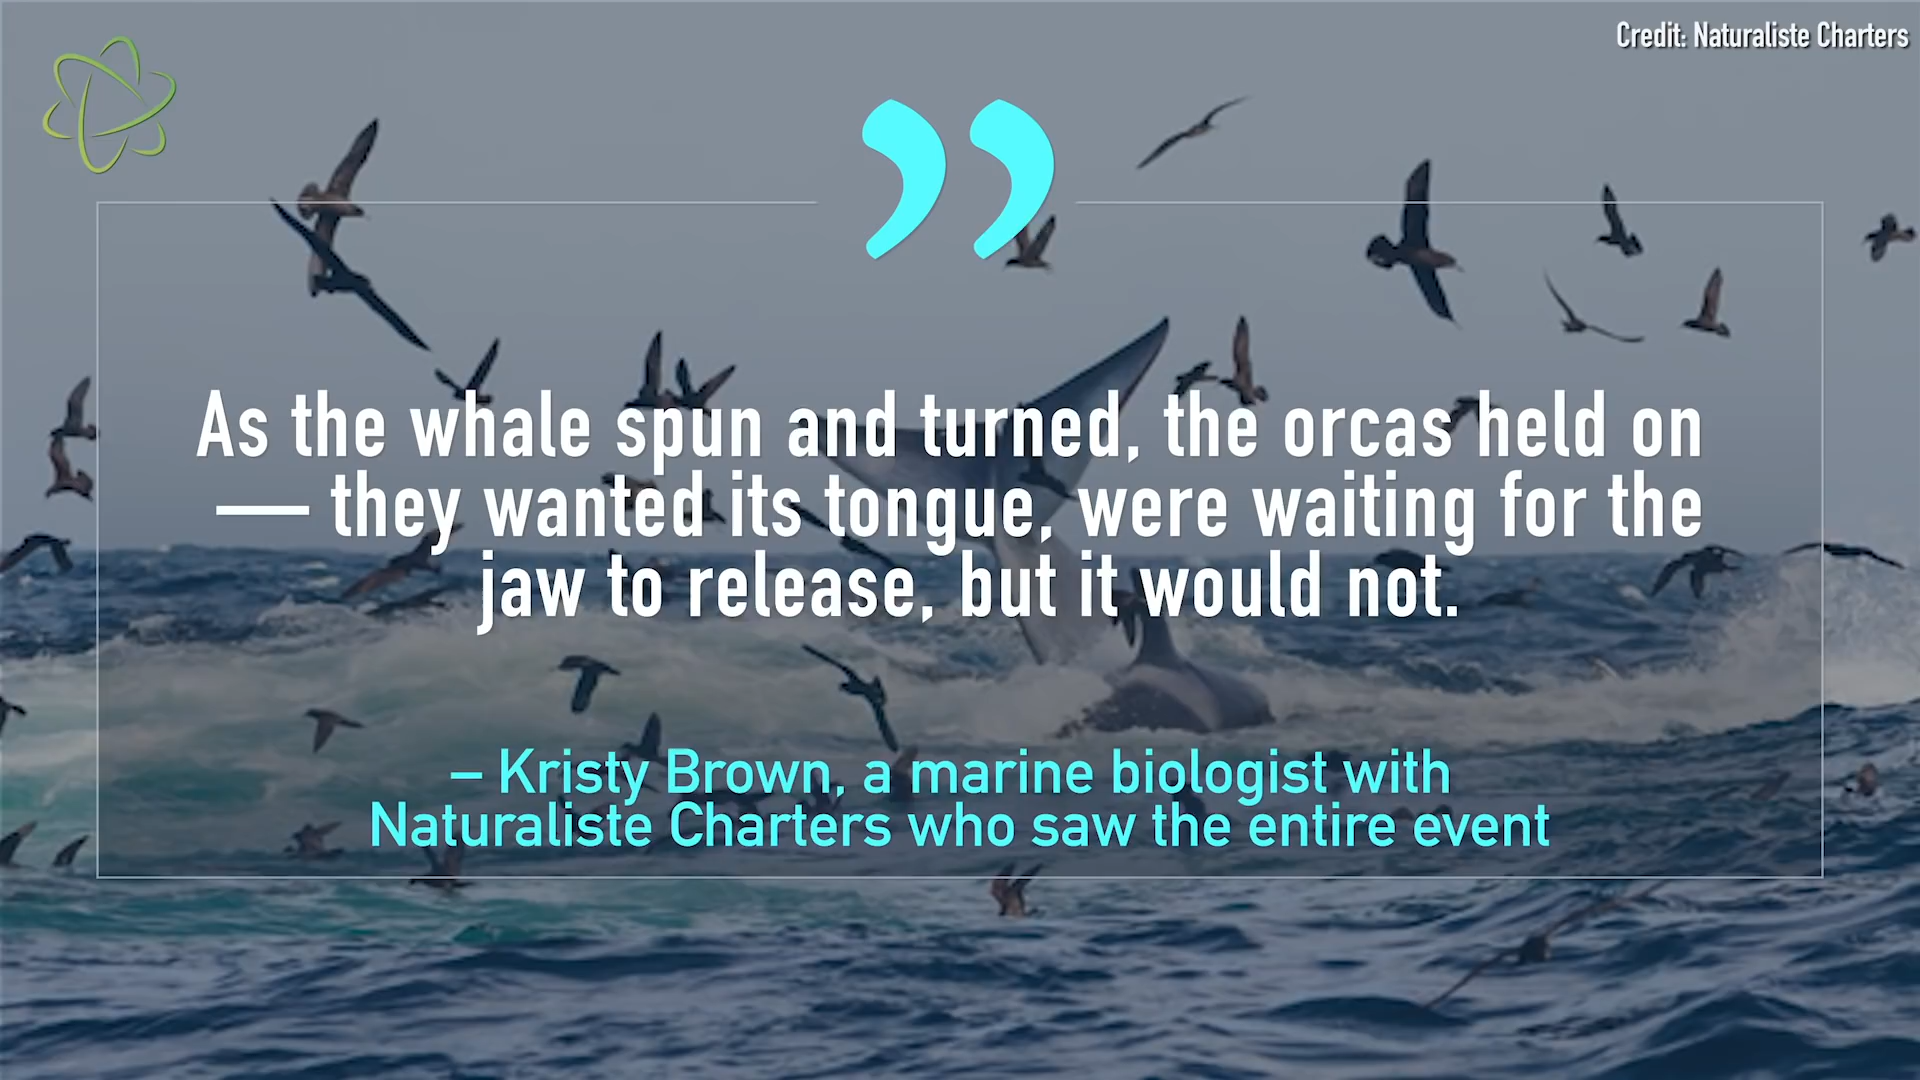 Credit: Naturaliste Charters
”
As the whale spun and turned, the orcas held on
— they wanted its tongue, were waiting for the
jaw to release, but it would not.
– Kristy Brown, a marine biologist with
Naturaliste Charters who saw the entire event